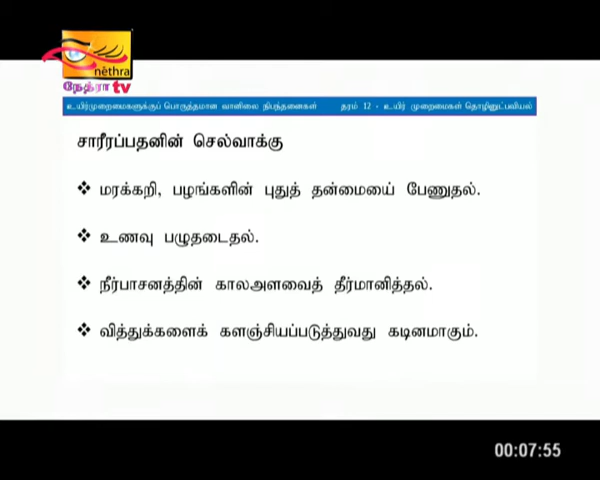 nēthra
நேத்ரா tv
உயிர்முறைமைகளுக்குப் பொருத்தமான வானிலை நிபந்தனைகள் தரம் 12 - உயிர் முறைமைகள் தொழினுட்பவியல்
சாரீரப்பதனின் செல்வாக்கு
❖ மரக்கறி, பழங்களின் புதுத் தன்மையை பேணுதல்.
❖ உணவு பழுதடைதல்.
❖ நீர்பாசனத்தின் காலஅளவைத் தீர்மானித்தல்.
❖ வித்துக்களைக் களஞ்சியப்படுத்துவது கடினமாகும்.
00:07:55